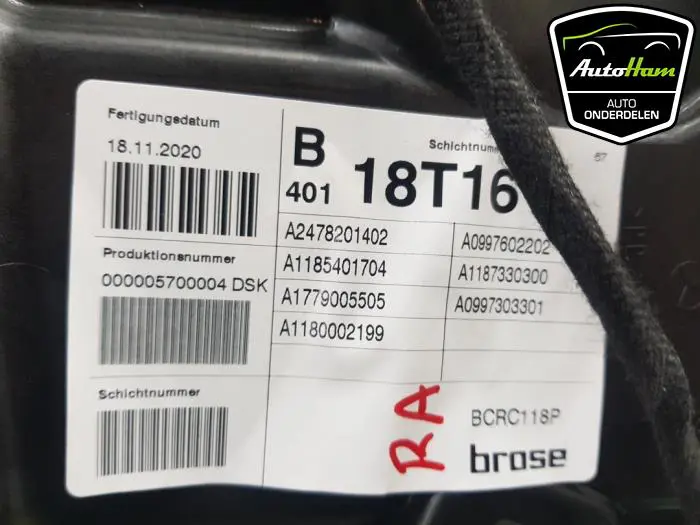 AutoHam
AUTO
ONDERDELEN
Fertigungsdatum
18.11.2020
B
401
18T16
67
A2478201402
A0997602202
Produktionsnummer
000005700004 DSK
A1185401704
A1187330300
A1779005505
A0997303301
A1180002199
Schichtnummer
RA
BCRC118P
brose